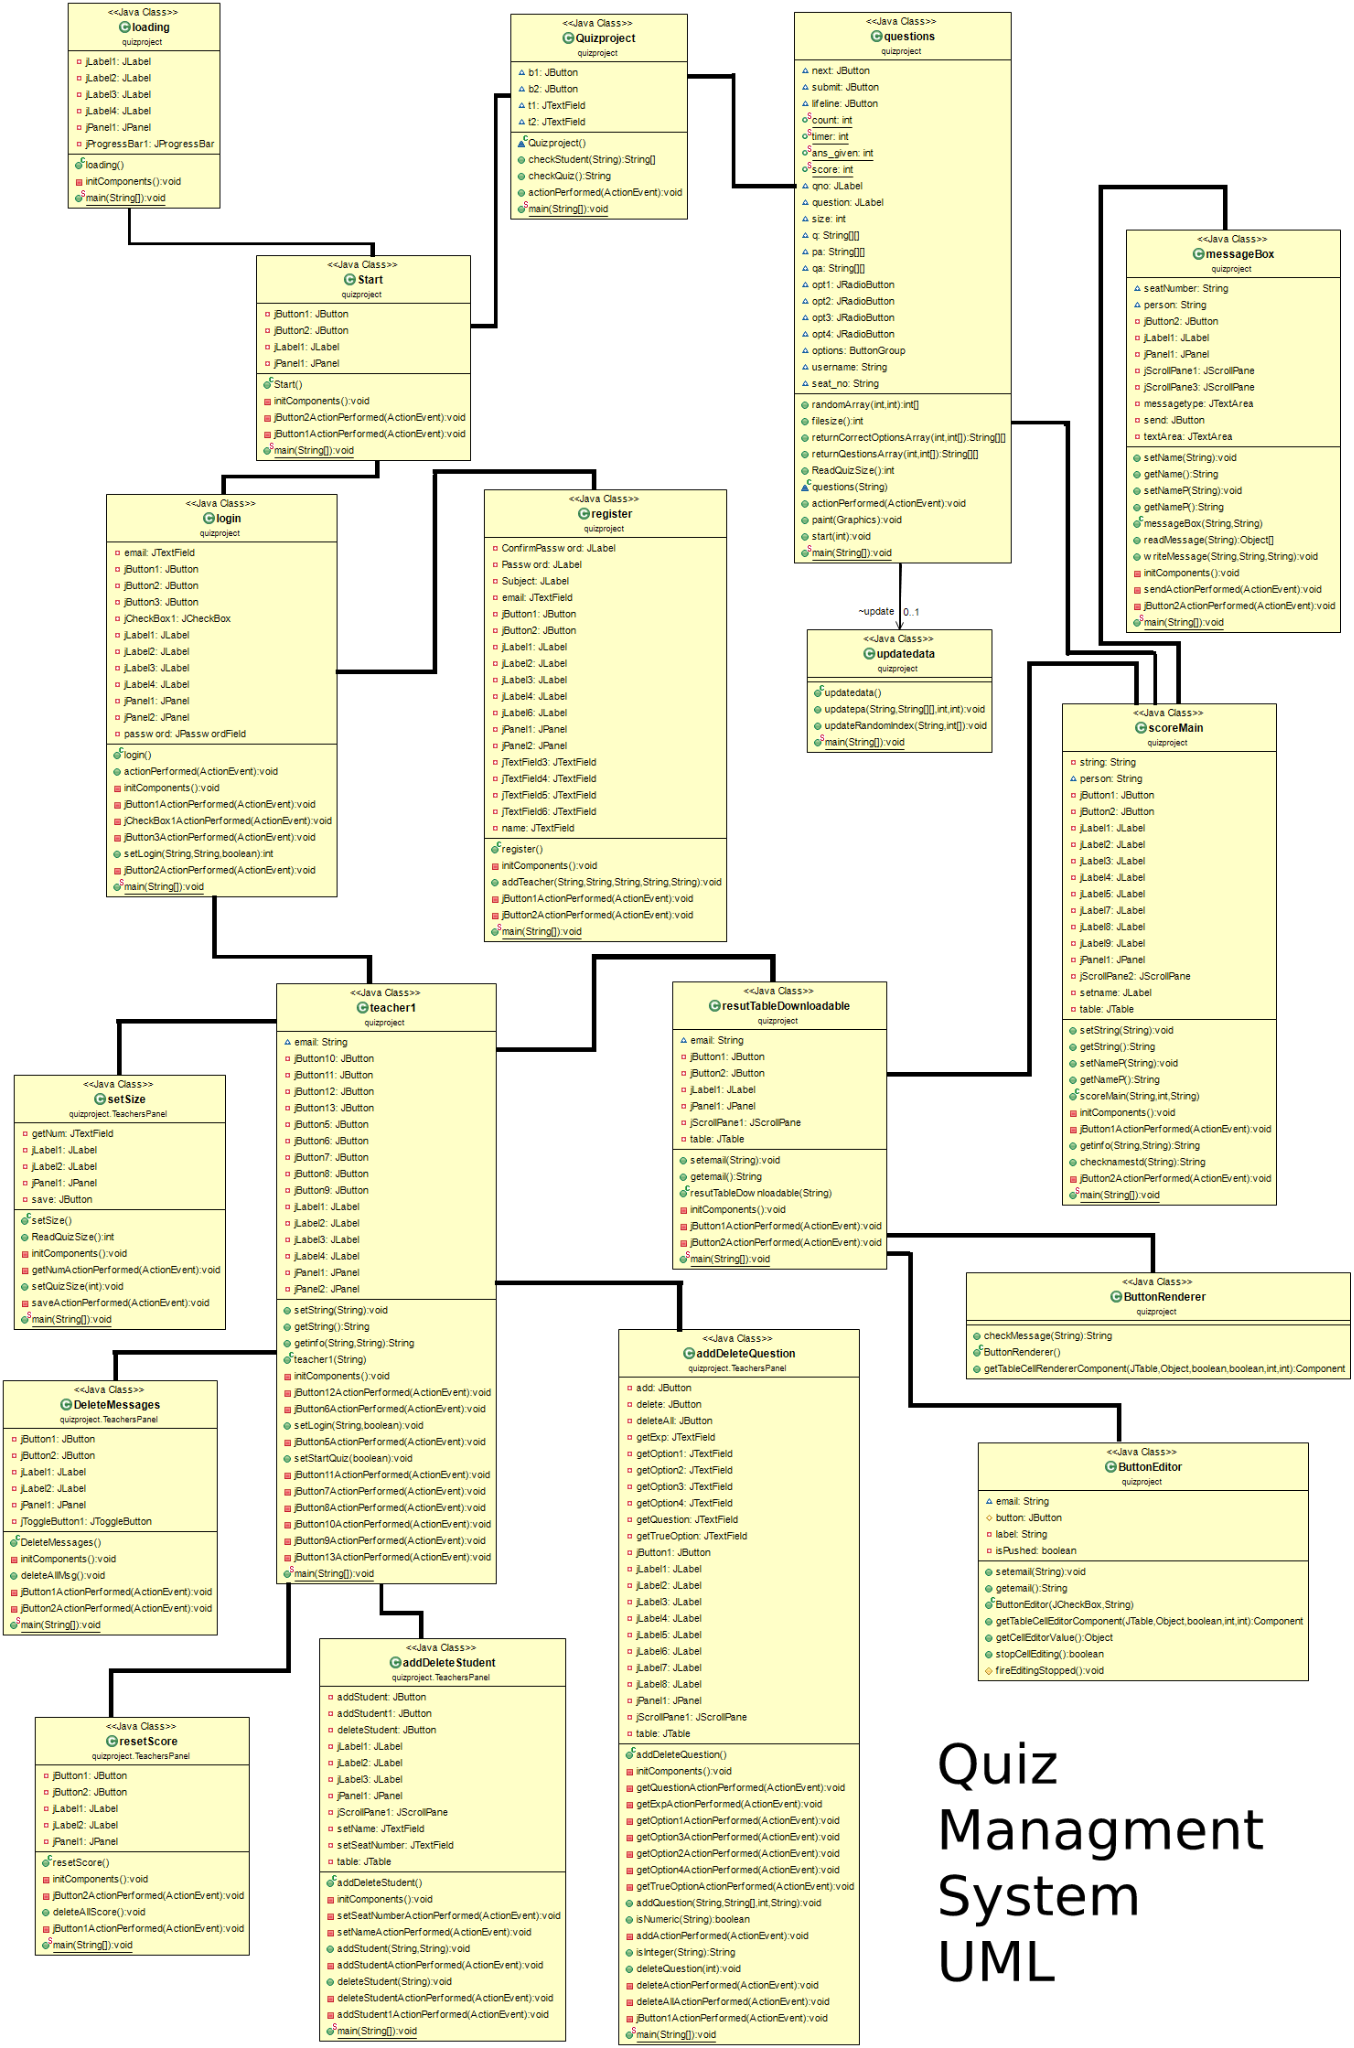 <<Java Class>>
loading
quizproject
jLabel1: JLabel
jLabel2: JLabel
jLabel3: JLabel
jLabel4: JLabel
jPanel1: JPanel
jProgressBar1: JProgressBar
loading()
initComponents():void
main(String[]):void
<<Java Class>>
Quizproject
quizproject
b1: JButton
b2: JButton
t1: JTextField
t2: JTextField
Quizproject()
checkStudent(String):String[]
checkQuiz():String
actionPerformed(ActionEvent):void
main(String[]):void
<<Java Class>>
questions
quizproject
next: JButton
submit: JButton
lifeline: JButton
count: int
timer: int
ans_given: int
score: int
qno: JLabel
question: JLabel
size: int
q: String[][]
pa: String[][]
qa: String[][]
opt1: JRadioButton
opt2: JRadioButton
opt3: JRadioButton
opt4: JRadioButton
options: ButtonGroup
username: String
seat_no: String
randomArray(int,int):int[]
filesize():int
returnCorrectOptionsArray(int,int[]):String[][]
returnQestionsArray(int,int[]):String[][]
ReadQuizSize():int
questions(String)
actionPerformed(ActionEvent):void
paint(Graphics):void
start(int):void
main(String[]):void
~update 0..1
<<Java Class>>
messageBox
quizproject
seatNumber: String
person: String
jButton2: JButton
jLabel1: JLabel
jPanel1: JPanel
jScrollPane1: JScrollPane
jScrollPane3: JScrollPane
messagetype: JTextArea
send: JButton
textArea: JTextArea
setName(String):void
getName():String
setNameP(String):void
getNameP():String
messageBox(String,String)
readMessage(String):Object[]
writeMessage(String,String,String):void
initComponents():void
sendActionPerformed(ActionEvent):void
jButton2ActionPerformed(ActionEvent):void
main(String[]):void
<<Java Class>>
Start
quizproject
jButton1: JButton
jButton2: JButton
jLabel1: JLabel
jPanel1: JPanel
Start()
initComponents():void
jButton2ActionPerformed(ActionEvent):void
jButton1ActionPerformed(ActionEvent):void
main(String[]):void
<<Java Class>>
login
quizproject
email: JTextField
jButton1: JButton
jButton2: JButton
jButton3: JButton
jCheckBox1: JCheckBox
jLabel1: JLabel
jLabel2: JLabel
jLabel3: JLabel
jLabel4: JLabel
jPanel1: JPanel
jPanel2: JPanel
password: JPasswordField
login()
actionPerformed(ActionEvent):void
initComponents():void
jButton1ActionPerformed(ActionEvent):void
jCheckBox1ActionPerformed(ActionEvent):void
jButton3ActionPerformed(ActionEvent):void
setLogin(String,String,boolean):int
jButton2ActionPerformed(ActionEvent):void
main(String[]):void
<<Java Class>>
register
quizproject
ConfirmPassword: JLabel
Password: JLabel
Subject: JLabel
email: JTextField
jButton1: JButton
jButton2: JButton
jLabel1: JLabel
jLabel2: JLabel
jLabel3: JLabel
jLabel4: JLabel
jLabel6: JLabel
jPanel1: JPanel
jPanel2: JPanel
jTextField3: JTextField
jTextField4: JTextField
jTextField5: JTextField
jTextField6: JTextField
name: JTextField
register()
initComponents():void
addTeacher(String,String,String,String,String):void
jButton1ActionPerformed(ActionEvent):void
jButton2ActionPerformed(ActionEvent):void
main(String[]):void
<<Java Class>>
updatedata
quizproject
updatedata()
updatepa(String,String[][],int,int):void
updateRandomIndex(String,int[]):void
main(String[]):void
<<Java Class>>
scoreMain
quizproject
string: String
person: String
jButton1: JButton
jButton2: JButton
jLabel1: JLabel
jLabel2: JLabel
jLabel3: JLabel
jLabel4: JLabel
jLabel5: JLabel
jLabel7: JLabel
jLabel8: JLabel
jLabel9: JLabel
jPanel1: JPanel
jScrollPane2: JScrollPane
setname: JLabel
table: JTable
setString(String):void
getString():String
setNameP(String):void
getNameP():String
scoreMain(String,int,String)
initComponents():void
jButton1ActionPerformed(ActionEvent):void
getinfo(String,String):String
checknamestd(String):String
jButton2ActionPerformed(ActionEvent):void
main(String[]):void
<<Java Class>>
teacher1
quizproject
email: String
jButton10: JButton
jButton11: JButton
jButton12: JButton
jButton13: JButton
jButton5: JButton
jButton6: JButton
jButton7: JButton
jButton8: JButton
jButton9: JButton
jLabel1: JLabel
jLabel2: JLabel
jLabel3: JLabel
jLabel4: JLabel
jPanel1: JPanel
jPanel2: JPanel
setString(String):void
getString():String
getinfo(String,String):String
teacher1(String)
initComponents():void
jButton12ActionPerformed(ActionEvent):void
jButton6ActionPerformed(ActionEvent):void
setLogin(String,boolean):void
jButton5ActionPerformed(ActionEvent):void
setStartQuiz(boolean):void
jButton11ActionPerformed(ActionEvent):void
jButton7ActionPerformed(ActionEvent):void
jButton8ActionPerformed(ActionEvent):void
jButton10ActionPerformed(ActionEvent):void
jButton9ActionPerformed(ActionEvent):void
jButton13ActionPerformed(ActionEvent):void
main(String[]):void
<<Java Class>>
resutTableDownloadable
quizproject
email: String
jButton1: JButton
jButton2: JButton
jLabel1: JLabel
jPanel1: JPanel
jScrollPane1: JScrollPane
table: JTable
setemail(String):void
getemail():String
resutTableDownloadable(String)
initComponents():void
jButton1ActionPerformed(ActionEvent):void
jButton2ActionPerformed(ActionEvent):void
main(String[]):void
<<Java Class>>
setSize
quizproject.TeachersPanel
getNum: JTextField
jLabel1: JLabel
jLabel2: JLabel
jPanel1: JPanel
save: JButton
setSize()
ReadQuizSize():int
initComponents():void
getNumActionPerformed(ActionEvent):void
setQuizSize(int):void
saveActionPerformed(ActionEvent):void
main(String[]):void
<<Java Class>>
ButtonRenderer
quizproject
checkMessage(String):String
ButtonRenderer()
getTableCellRendererComponent(JTable,Object,boolean,boolean,int,int):Component
<<Java Class>>
addDeleteQuestion
quizproject.TeachersPanel
add: JButton
delete: JButton
deleteAll: JButton
getExp: JTextField
getOption1: JTextField
getOption2: JTextField
getOption3: JTextField
getOption4: JTextField
getQuestion: JTextField
getTrueOption: JTextField
jButton1: JButton
jLabel1: JLabel
jLabel2: JLabel
jLabel3: JLabel
jLabel4: JLabel
jLabel5: JLabel
jLabel6: JLabel
jLabel7: JLabel
jLabel8: JLabel
jPanel1: JPanel
jScrollPane1: JScrollPane
table: JTable
addDeleteQuestion()
initComponents():void
getQuestionActionPerformed(ActionEvent):void
getExpActionPerformed(ActionEvent):void
getOption1ActionPerformed(ActionEvent):void
getOption3ActionPerformed(ActionEvent):void
getOption2ActionPerformed(ActionEvent):void
getOption4ActionPerformed(ActionEvent):void
getTrueOptionActionPerformed(ActionEvent):void
addQuestion(String,String[],int,String):void
isNumeric(String):boolean
addActionPerformed(ActionEvent):void
isInteger(String):String
deleteQuestion(int):void
deleteActionPerformed(ActionEvent):void
deleteAllActionPerformed(ActionEvent):void
jButton1ActionPerformed(ActionEvent):void
main(String[]):void
<<Java Class>>
DeleteMessages
quizproject.TeachersPanel
jButton1: JButton
jButton2: JButton
jLabel1: JLabel
jLabel2: JLabel
jPanel1: JPanel
jToggleButton1: JToggleButton
DeleteMessages()
initComponents():void
deleteAllMsg():void
jButton1ActionPerformed(ActionEvent):void
jButton2ActionPerformed(ActionEvent):void
main(String[]):void
<<Java Class>>
ButtonEditor
quizproject
email: String
button: JButton
label: String
isPushed: boolean
setemail(String):void
getemail():String
ButtonEditor(JCheckBox,String)
getTableCellEditorComponent(JTable,Object,boolean,int,int):Component
getCellEditorValue():Object
stopCellEditing():boolean
fireEditingStopped():void
<<Java Class>>
addDeleteStudent
quizproject.TeachersPanel
addStudent: JButton
addStudent1: JButton
deleteStudent: JButton
jLabel1: JLabel
jLabel2: JLabel
jLabel3: JLabel
jPanel1: JPanel
jScrollPane1: JScrollPane
setName: JTextField
setSeatNumber: JTextField
table: JTable
addDeleteStudent()
initComponents():void
setSeatNumberActionPerformed(ActionEvent):void
setNameActionPerformed(ActionEvent):void
addStudent(String,String):void
addStudentActionPerformed(ActionEvent):void
deleteStudent(String):void
deleteStudentActionPerformed(ActionEvent):void
addStudent1ActionPerformed(ActionEvent):void
main(String[]):void
<<Java Class>>
resetScore
quizproject.TeachersPanel
jButton1: JButton
jButton2: JButton
jLabel1: JLabel
jLabel2: JLabel
jPanel1: JPanel
resetScore()
initComponents():void
jButton2ActionPerformed(ActionEvent):void
deleteAllScore():void
jButton1ActionPerformed(ActionEvent):void
main(String[]):void
Quiz
Managment
System
UML